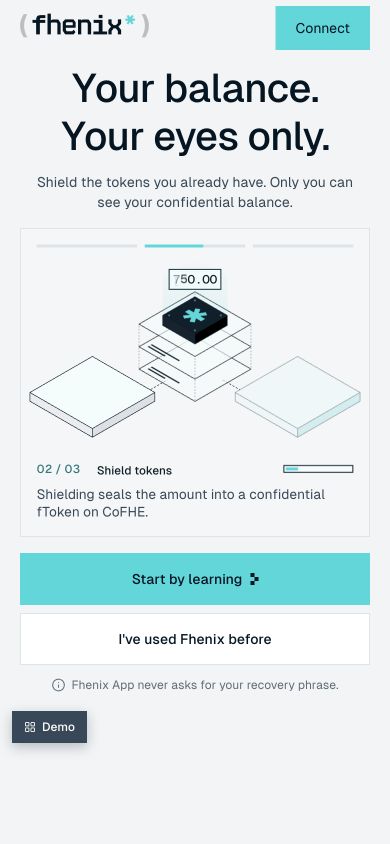 (fhenix*)
Connect
Your balance.
Your eyes only.
Shield the tokens you already have. Only you can
see your confidential balance.
750.00
02 / 03 Shield tokens
Shielding seals the amount into a confidential
fToken on CoFHE.
Start by learning
I've used Fhenix before
Fhenix App never asks for your recovery phrase.
Demo